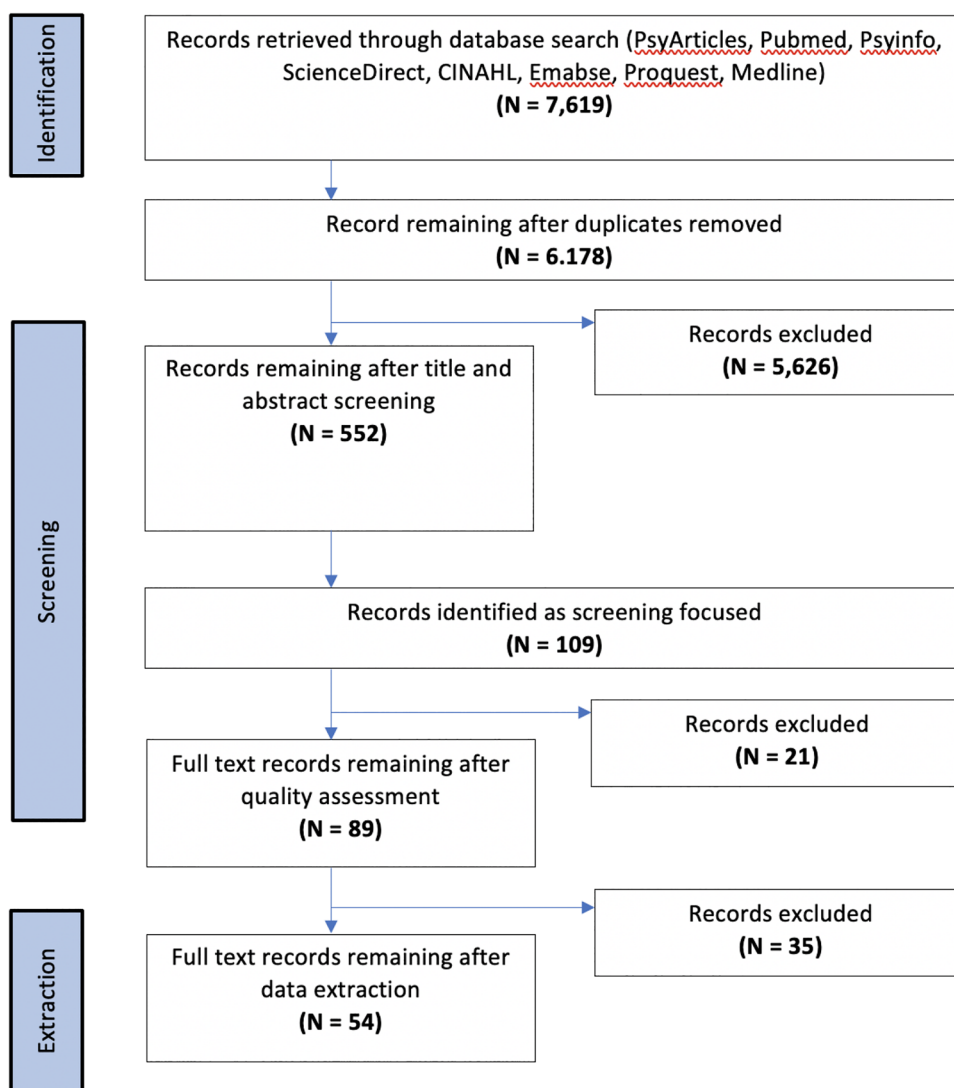 Identification
Records retrieved through database search (PsyArticles, Pubmed, Psyinfo,
ScienceDirect, CINAHL, Emabse, Proquest, Medline)
(N = 7,619)
Record remaining after duplicates removed
(N = 6.178)
Screening
Records excluded
(N = 5,626)
Records remaining after title and
abstract screening
(N = 552)
Records identified as screening focused
(N = 109)
Records excluded
(N = 21)
Full text records remaining after
quality assessment
(N = 89)
Extraction
Records excluded
(N = 35)
Full text records remaining after
data extraction
(N = 54)